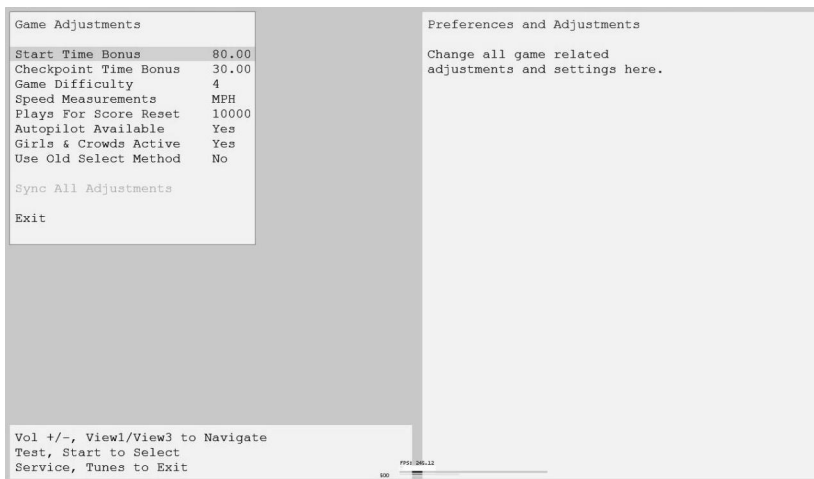 Game Adjustments
Start Time Bonus 80.00
Checkpoint Time Bonus 30.00
Game Difficulty 4
Speed Measurements MPH
Plays For Score Reset 10000
Autopilot Available Yes
Girls & Crowds Active Yes
Use Old Select Method No
Sync All Adjustments
Exit
Preferences and Adjustments
Change all game related
adjustments and settings here.
Vol +/-, View1/View3 to Navigate
Test, Start to Select
Service, Tunes to Exit
FPS: 245.12